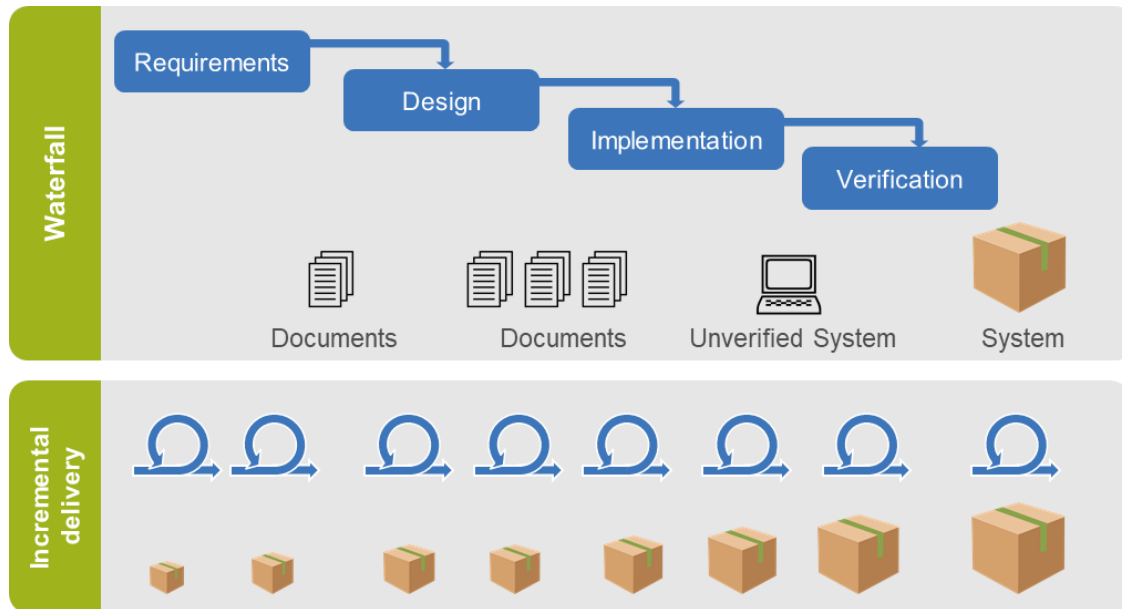 Waterfall
Requirements
Design
Implementation
Verification
Documents
Documents
Unverified System
System
Incremental
delivery